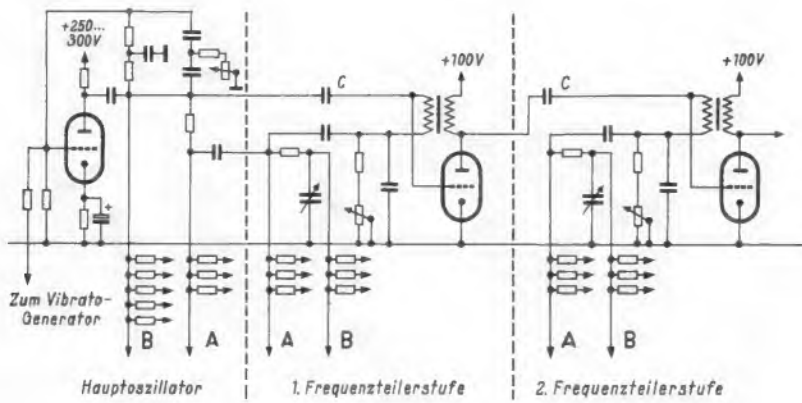 +250...
300V
C
+100V
C
+100V
+
Zum Vibrato-
Generator
B
A
A
B
A
B
Hauptoszillator
1. Frequenzteilerstufe
2. Frequenzteilerstufe